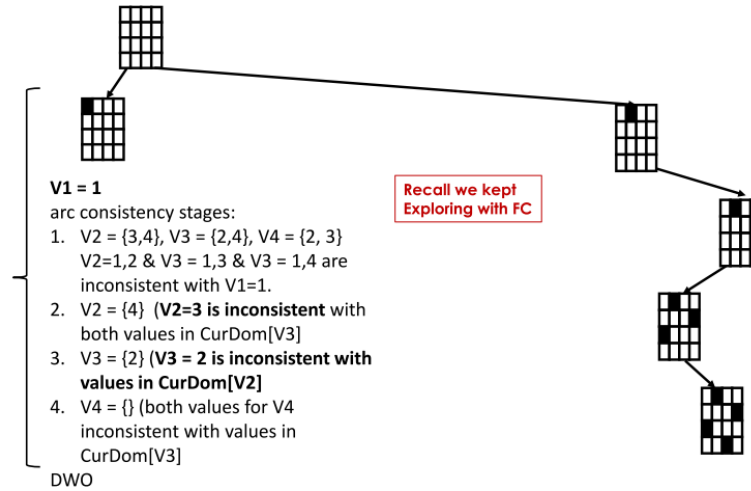 V1 = 1
arc consistency stages:
1. V2 = {3,4}, V3 = {2,4}, V4 = {2, 3}
V2=1,2 & V3 = 1,3 & V3 = 1,4 are
inconsistent with V1=1.
2. V2 = {4} (V2=3 is inconsistent with
both values in CurDom[V3]
3. V3 = {2} (V3 = 2 is inconsistent with
values in CurDom[V2]
4. V4 = {} (both values for V4
inconsistent with values in
CurDom[V3]
DWO
Recall we kept
Exploring with FC